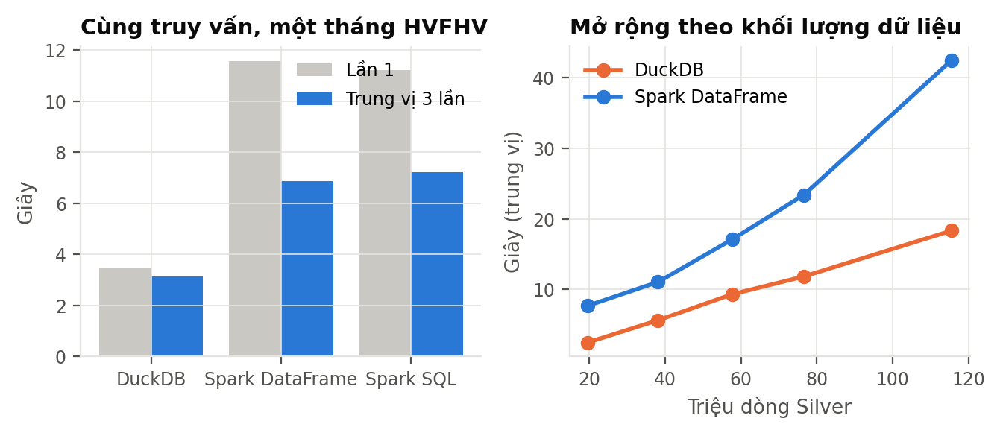 Cùng truy vấn, một tháng HVFHV
Giây
12
10
8
6
4
2
0
Lần 1
Trung vị 3 lần
DuckDB
Spark DataFrame
Spark SQL
Mở rộng theo khối lượng dữ liệu
Giây (trung vị)
40
30
20
10
DuckDB
Spark DataFrame
20
40
60
80
100
120
Triệu dòng Silver